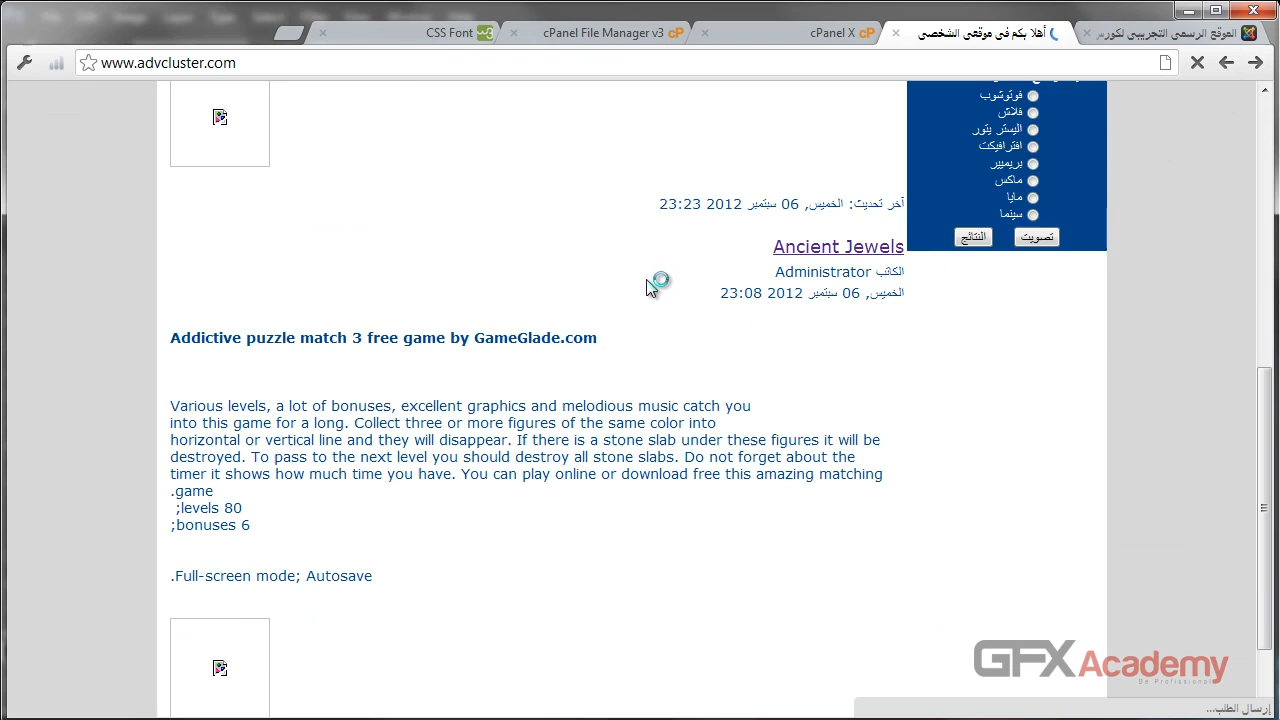 CSS Font
cPanel File Manager v3
cPanel X
أهلا بكم في موقعي الشخصي
الموقع الرسمي التجريبي لكورس
www.advcluster.com
فوتوشوب
فلاش
اليستر يتور
افترافيكت
بريميير
ماكس
مايا
سينما
تصويت
النتائج
آخر تحديث: الخميس, 06 سبتمبر 2012 23:23
Ancient Jewels
الكاتب Administrator
الخميس, 06 سبتمبر 2012 23:08
Addictive puzzle match 3 free game by GameGlade.com
Various levels, a lot of bonuses, excellent graphics and melodious music catch you
into this game for a long. Collect three or more figures of the same color into
horizontal or vertical line and they will disappear. If there is a stone slab under these figures it will be
destroyed. To pass to the next level you should destroy all stone slabs. Do not forget about the
timer it shows how much time you have. You can play online or download free this amazing matching
.game
;levels 80
;bonuses 6
.Full-screen mode; Autosave
GFXAcademy
Be Professional
إرسال الطلب...